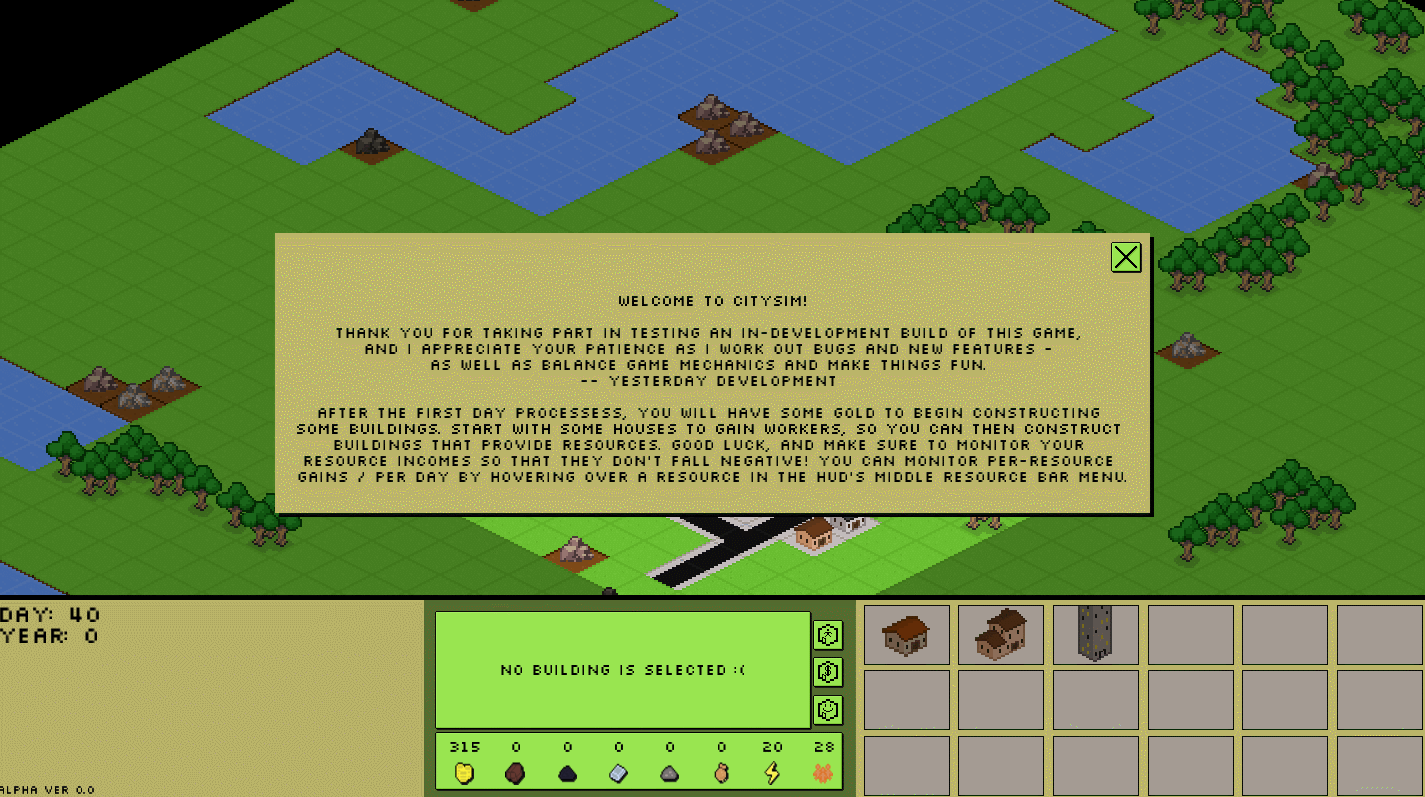 WELCOME TO CITYSIM!
THANK YOU FOR TAKING PART IN TESTING AN IN-DEVELOPMENT BUILD OF THIS GAME,
AND I APPRECIATE YOUR PATIENCE AS I WORK OUT BUGS AND NEW FEATURES -
AS WELL AS BALANCE GAME MECHANICS AND MAKE THINGS FUN.
-- YESTERDAY DEVELOPMENT
AFTER THE FIRST DAY PROCESSESS, YOU WILL HAVE SOME GOLD TO BEGIN CONSTRUCTING
SOME BUILDINGS. START WITH SOME HOUSES TO GAIN WORKERS, SO YOU CAN THEN CONSTRUCT
BUILDINGS THAT PROVIDE RESOURCES. GOOD LUCK, AND MAKE SURE TO MONITOR YOUR
RESOURCE INCOMES SO THAT THEY DON'T FALL NEGATIVE! YOU CAN MONITOR PER-RESOURCE
GAINS / PER DAY BY HOVERING OVER A RESOURCE IN THE HUD'S MIDDLE RESOURCE BAR MENU.
DAY: 40
YEAR: 0
NO BUILDING IS SELECTED :(
315 0 0 0 0 0 20 28
ALPHA VER 0.0